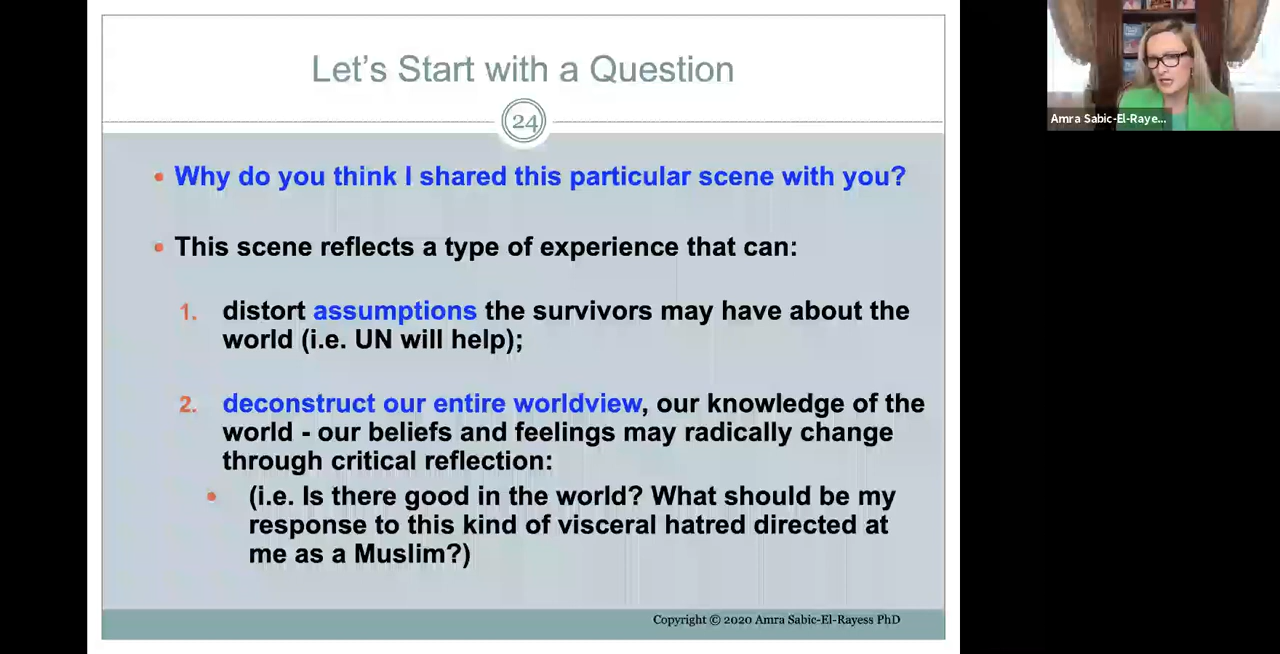 Let's Start with a Question
24
• Why do you think I shared this particular scene with you?
• This scene reflects a type of experience that can:
1. distort assumptions the survivors may have about the
world (i.e. UN will help);
2. deconstruct our entire worldview, our knowledge of the
world - our beliefs and feelings may radically change
through critical reflection:
• (i.e. Is there good in the world? What should be my
response to this kind of visceral hatred directed at
me as a Muslim?)
Copyright © 2020 Amra Sabic-El-Rayess PhD
Amra Sabic-El-Raye...